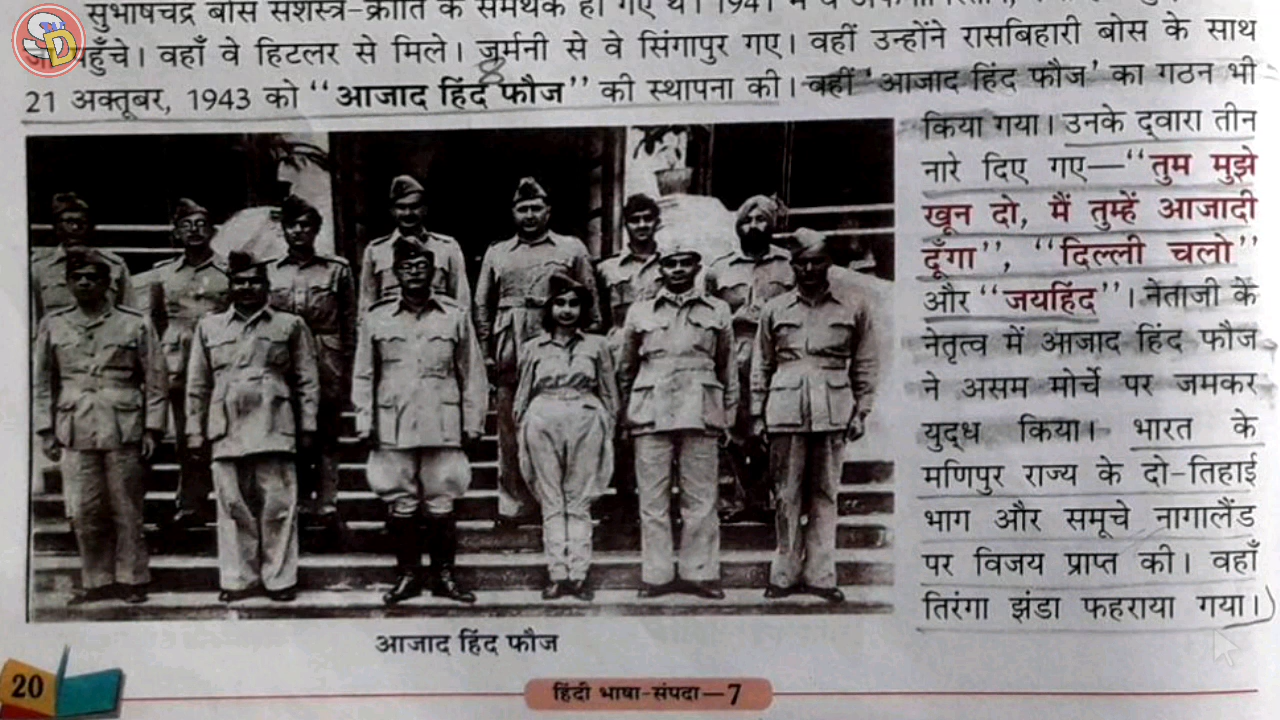 SD
सुभाषचंद्र बोस सशस्त्र-क्रांति के समर्थक हो गए थे। 1941 में वे
पहुँचे। वहाँ वे हिटलर से मिले। जर्मनी से वे सिंगापुर गए। वहीं उन्होंने रासबिहारी बोस के साथ
21 अक्तूबर, 1943 को ‘‘आजाद हिंद फौज’’ की स्थापना की। वहीं ‘आजाद हिंद फौज’ का गठन भी
किया गया। उनके द्वारा तीन
नारे दिए गए—‘‘तुम मुझे
खून दो, मैं तुम्हें आजादी
दूँगा’’, ‘‘दिल्ली चलो’’
और ‘‘जयहिंद’’। नेताजी के
नेतृत्व में आजाद हिंद फौज
ने असम मोर्चे पर जमकर
युद्ध किया। भारत के
मणिपुर राज्य के दो-तिहाई
भाग और समूचे नागालैंड
पर विजय प्राप्त की। वहाँ
तिरंगा झंडा फहराया गया।
आजाद हिंद फौज
20
हिंदी भाषा-संपदा—7